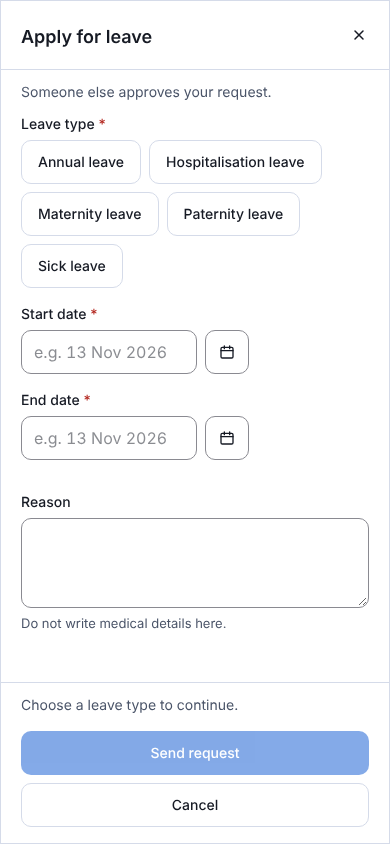 Apply for leave
Someone else approves your request.
Leave type *
Annual leave
Hospitalisation leave
Maternity leave
Paternity leave
Sick leave
Start date *
e.g. 13 Nov 2026
End date *
e.g. 13 Nov 2026
Reason
Do not write medical details here.
Choose a leave type to continue.
Send request
Cancel